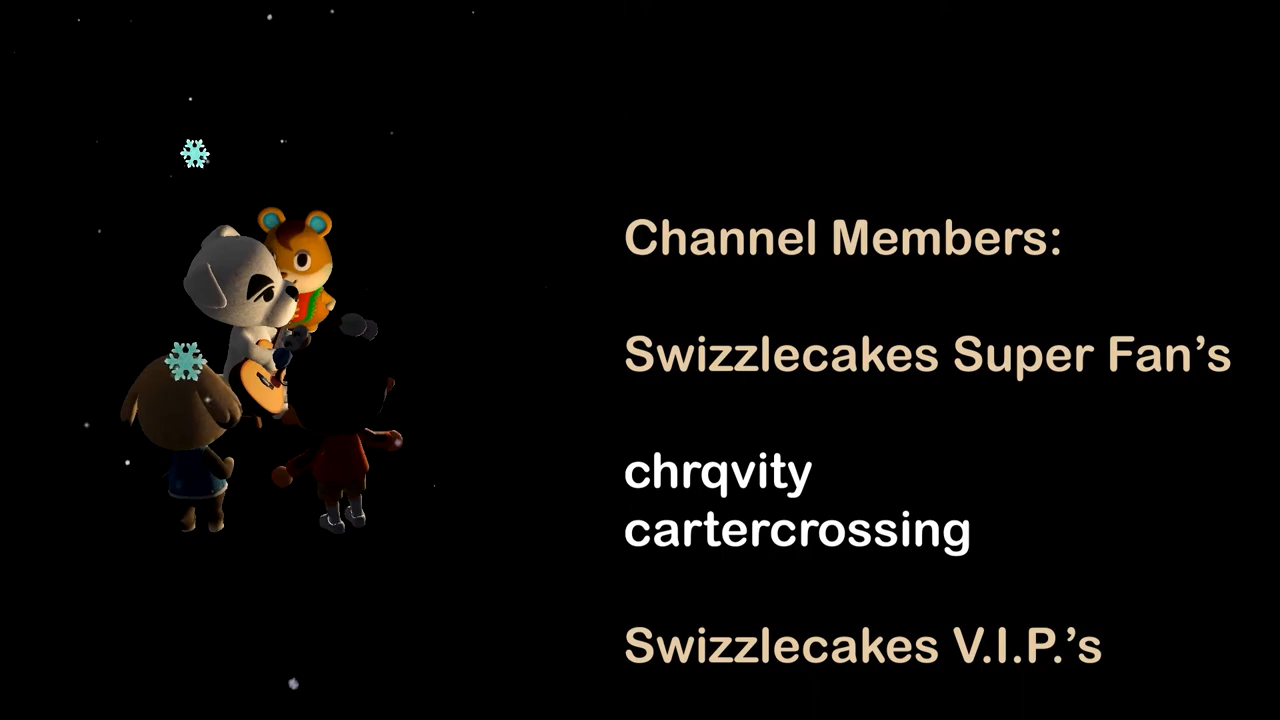 Channel Members:
Swizzlecakes Super Fan’s
chrqvity
cartercrossing
Swizzlecakes V.I.P.’s